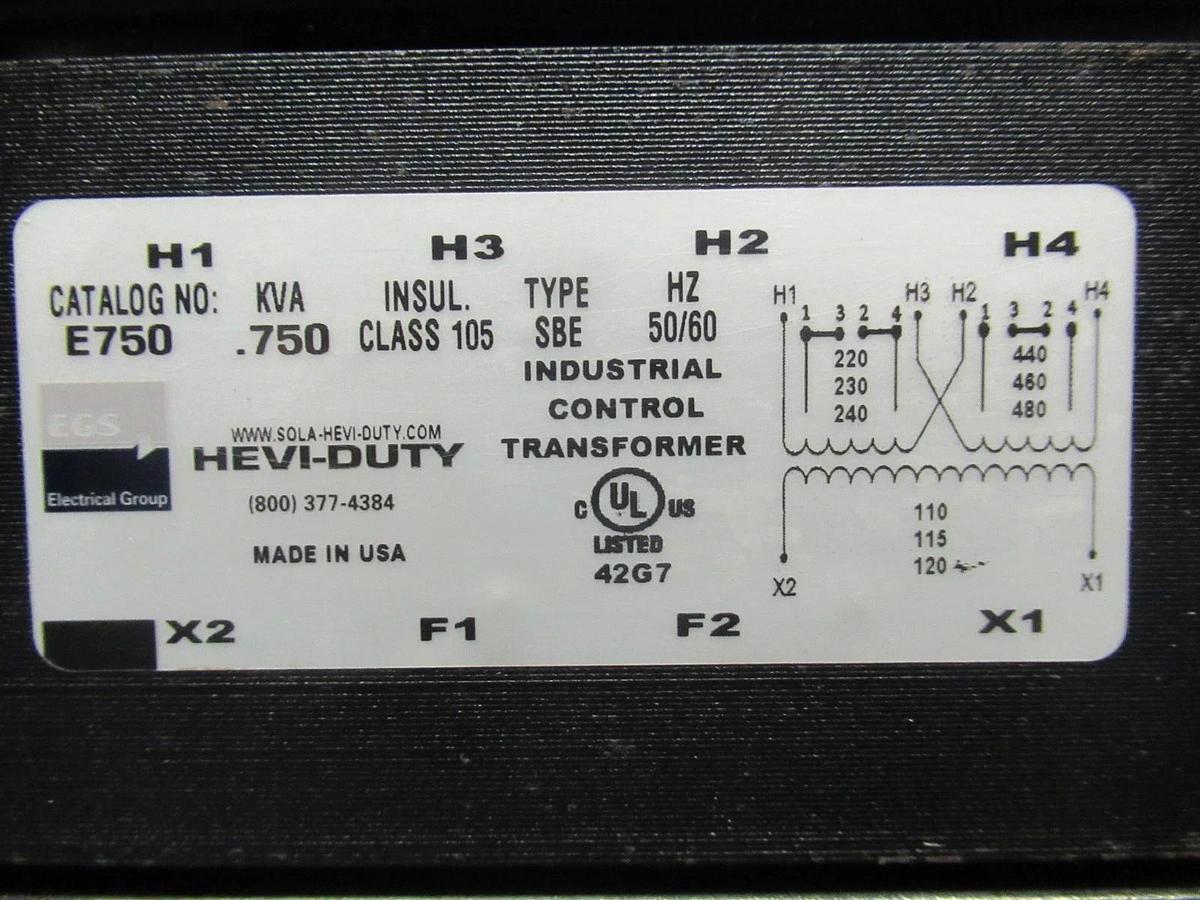 H1 H3 H2 H4
CATALOG NO: KVA INSUL. TYPE HZ
E750 .750 CLASS 105 SBE 50/60
INDUSTRIAL
CONTROL
TRANSFORMER
EGS
Electrical Group
WWW.SOLA-HEVI-DUTY.COM
HEVI-DUTY
(800) 377-4384
MADE IN USA
C UL US
LISTED
42G7
H1 H3 H2 H4
1 3 2 4 1 3 2 4
220 440
230 460
240 480
110
115
120
X2 X1
X2 F1 F2 X1